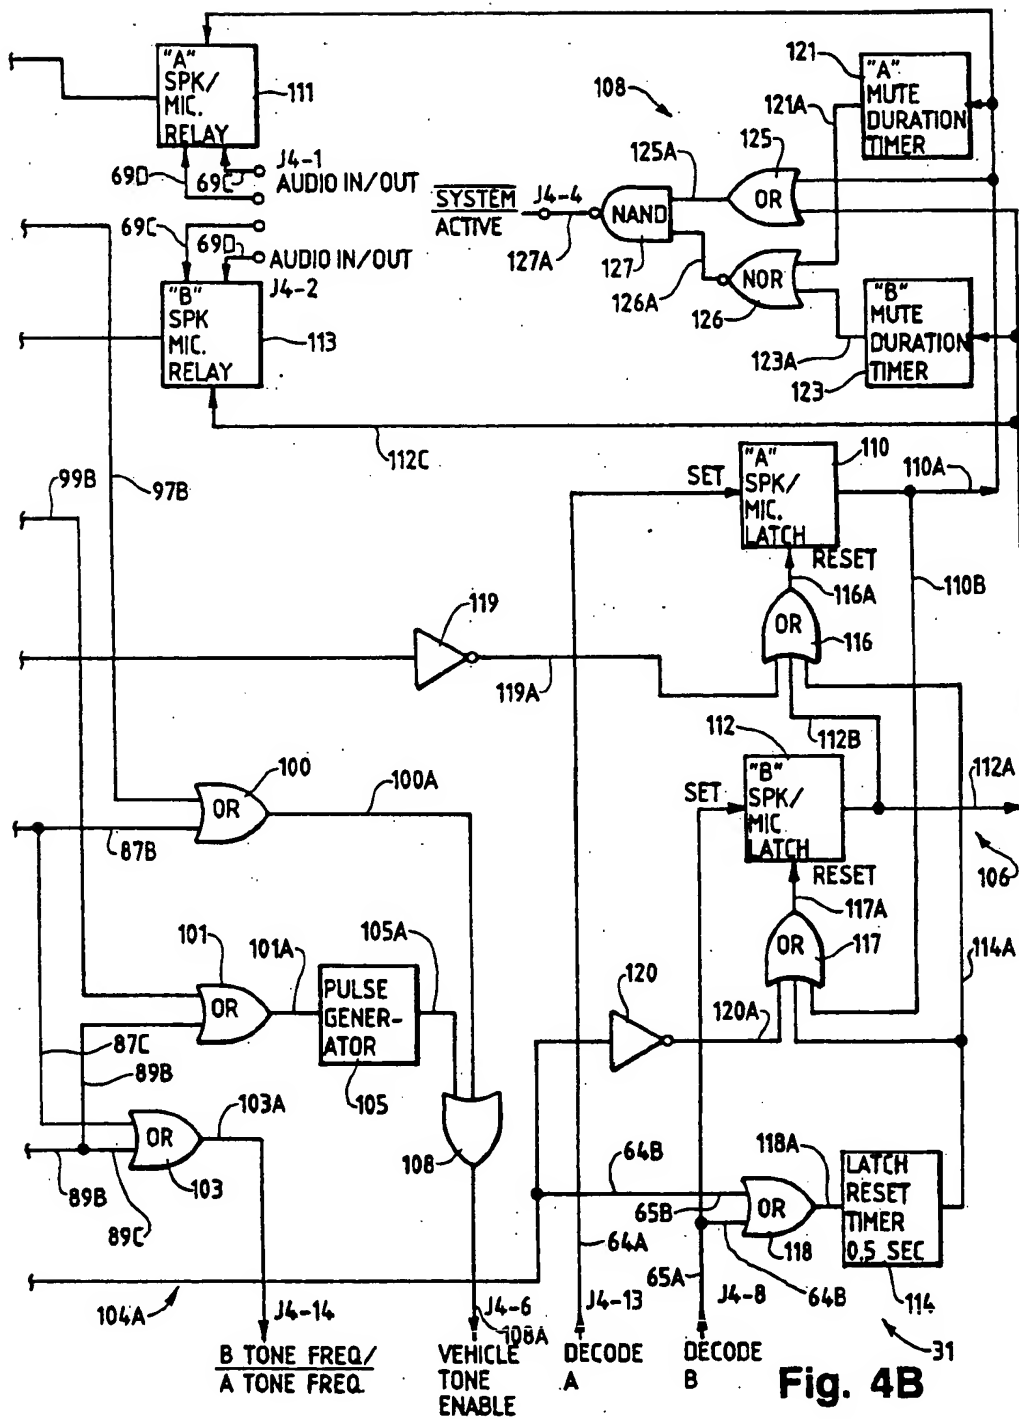 "A"
SPK/
MIC.
RELAY
111
69D
69C
J4-1
AUDIO IN/OUT
69C
69D
AUDIO IN/OUT
J4-2
"B"
SPK
MIC.
RELAY
113
108
121
121A
"A"
MUTE
DURATION
TIMER
125A
125
OR
SYSTEM
ACTIVE
J4-4
127A
NAND
127
126A
NOR
126
"B"
MUTE
DURATION
TIMER
123A
123
112C
99B
97B
110
110A
SET
"A"
SPK/
MIC.
LATCH
RESET
116A
110B
OR
116
119
119A
112
112B
112A
SET
"B"
SPK/
MIC
LATCH
RESET
106
117A
OR
117
114A
100
OR
100A
87B
101
OR
101A
105A
PULSE
GENER-
ATOR
105
120
120A
87C
89B
OR
103A
103
89B
89C
108
64B
65B
118A
OR
118
LATCH
RESET
TIMER
0.5 SEC
114
64A
65A
64B
104A
J4-14
J4-6
108A
J4-13
J4-8
31
B TONE FREQ/
A TONE FREQ.
VEHICLE
TONE
ENABLE
DECODE
A
DECODE
B
Fig. 4B